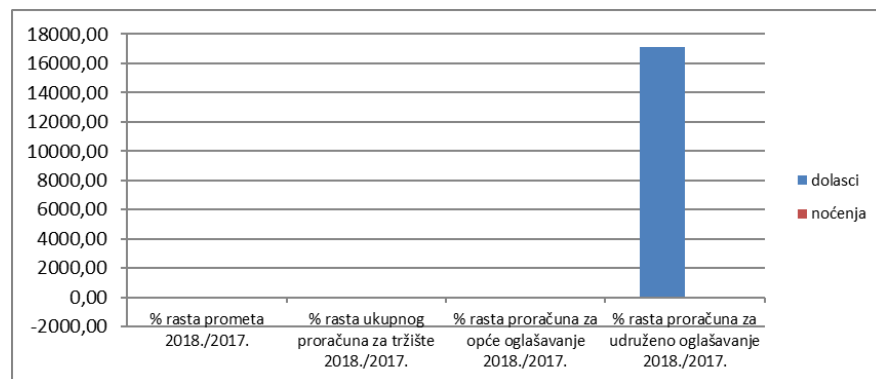 18000,00
16000,00
14000,00
12000,00
10000,00
8000,00
6000,00
4000,00
2000,00
0,00
-2000,00
% rasta prometa
2018./2017.
% rasta ukupnog
proračuna za tržište
2018./2017.
% rasta proračuna za
opće oglašavanje
2018./2017.
% rasta proračuna za
udruženo oglašavanje
2018./2017.
dolasci
noćenja